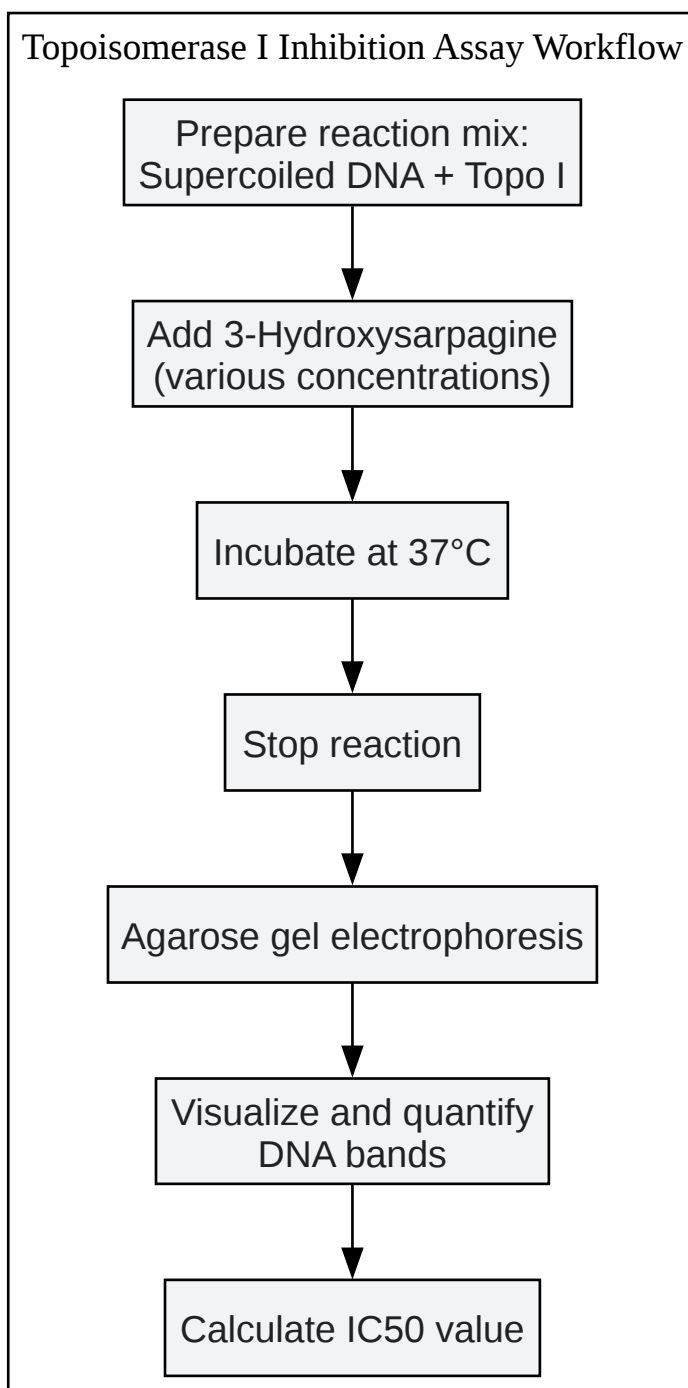 Topoisomerase I Inhibition Assay Workflow
Prepare reaction mix:
Supercoiled DNA + Topo I
Add 3-Hydroxysarpagine
(various concentrations)
Incubate at 37°C
Stop reaction
Agarose gel electrophoresis
Visualize and quantify
DNA bands
Calculate IC50 value